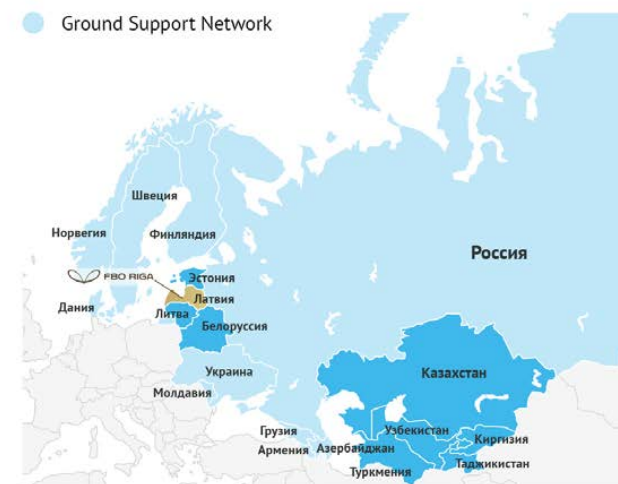 Ground Support Network
Швеция
Норвегия
Финляндия
Россия
FBO RIGA
Эстония
Латвия
Дания
Литва
Белоруссия
Украина
Казахстан
Молдавия
Грузия
Узбекистан
Киргизия
Армения
Азербайджан
Таджикистан
Туркмения